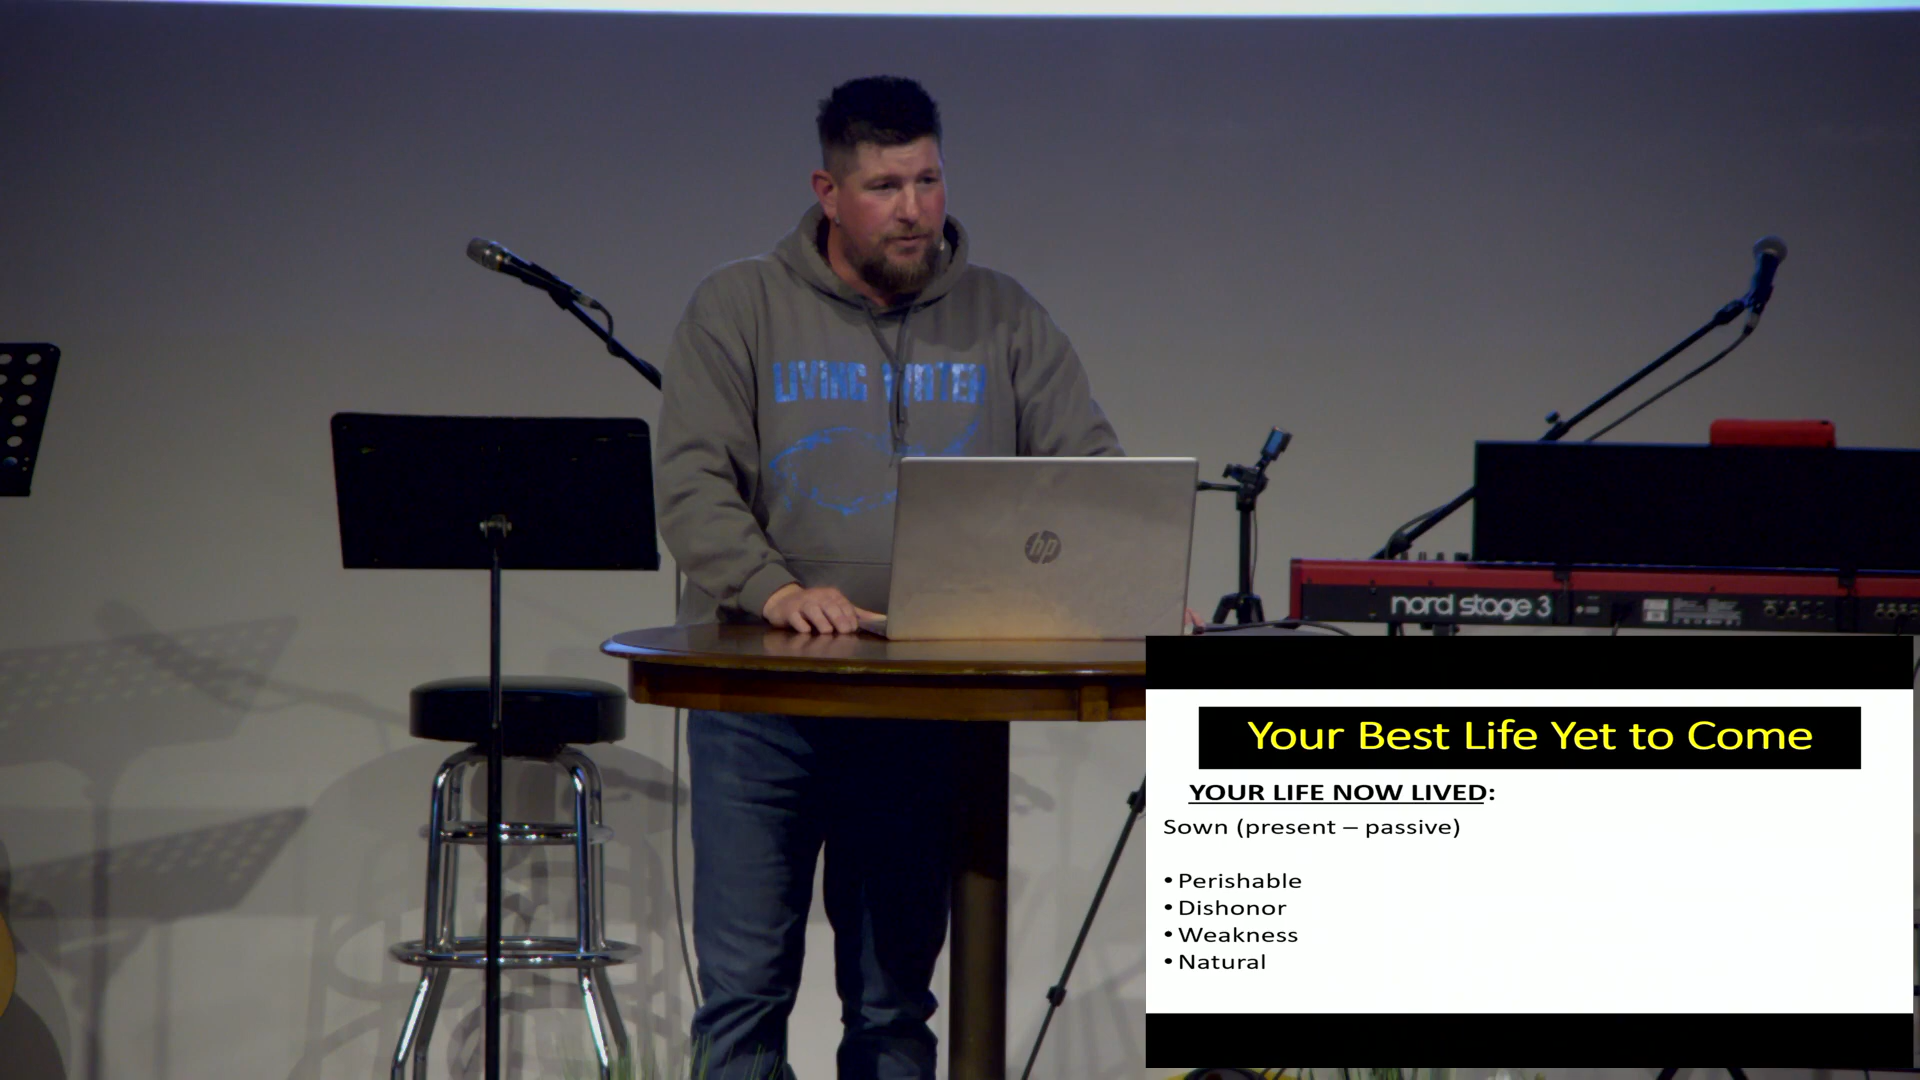 LIVING WATER
hp
nord stage 3
Your Best Life Yet to Come
YOUR LIFE NOW LIVED:
Sown (present – passive)
• Perishable
• Dishonor
• Weakness
• Natural